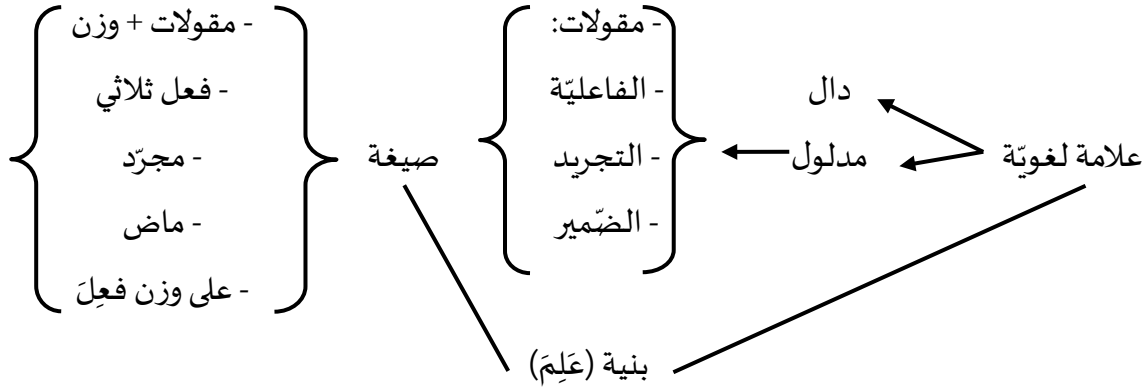 علامة لغويّة
دال
مدلول
- مقولات:
- الفاعليّة
- التجريد
- الضّمير
صيغة
- مقولات + وزن
- فعل ثلاثي
- مجرّد
- ماض
- على وزن فعِلَ
بنية (عَلِمَ)